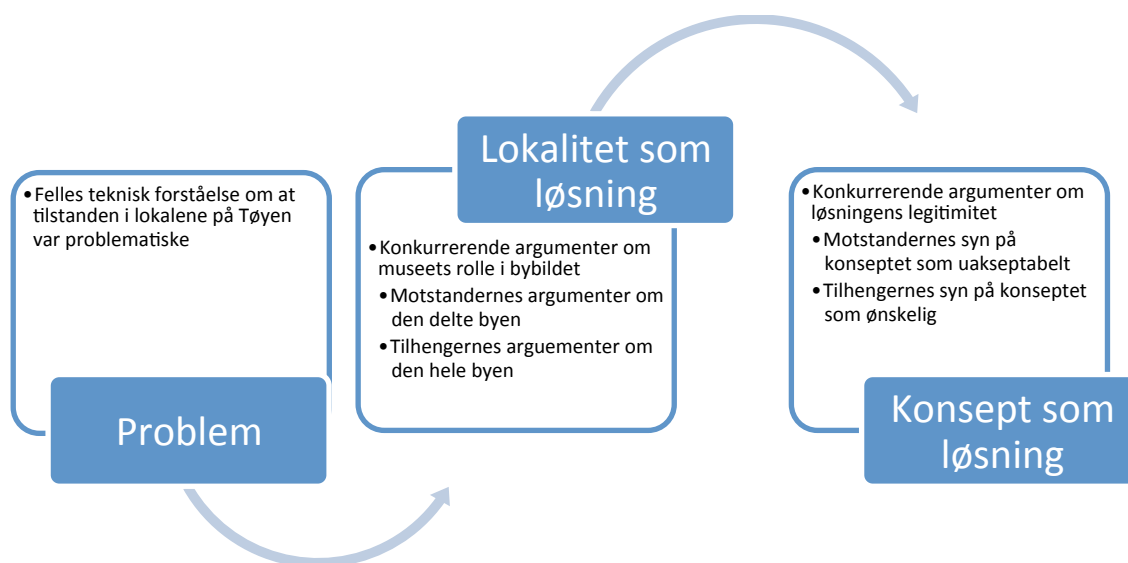 •Felles teknisk forståelse om at
tilstanden i lokalene på Tøyen
var problematiske
Problem
Lokalitet som
løsning
•Konkurrerende argumenter om
museets rolle i bybildet
•Motstandernes argumenter om
den delte byen
•Tilhengernes arguementer om
den hele byen
•Konkurrerende argumenter om
løsningens legitimitet
•Motstandernes syn på
konseptet som uakseptabelt
•Tilhengernes syn på konseptet
som ønskelig
Konsept som
løsning